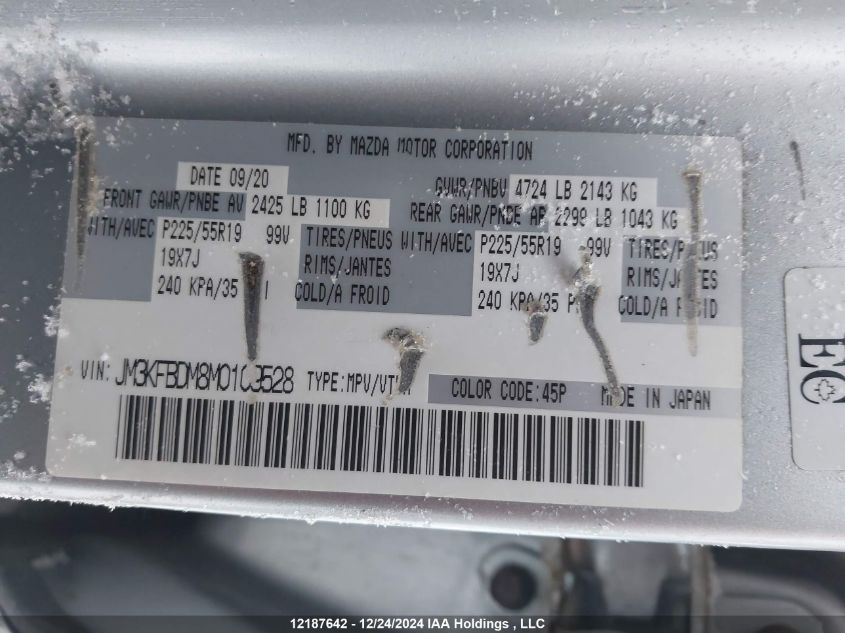 MFD. BY MAZDA MOTOR CORPORATION
DATE 09/20 GVWR/PNBV 4724 LB 2143 KG
FRONT GAWR/PNBE AV 2425 LB 1100 KG REAR GAWR/PNBE AR 2299 LB 1043 KG
WITH/AVEC P225/55R19 99V TIRES/PNEUS WITH/AVEC P225/55R19 99V TIRES/PNEUS
19X7J RIMS/JANTES 19X7J RIMS/JANTES
240 KPA/35 COLD/A FROID 240 KPA/35 COLD/A FROID
VIN: TYPE:MPV/VTM COLOR CODE:45P MADE IN JAPAN
EC
12187642 - 12/24/2024 IAA Holdings , LLC